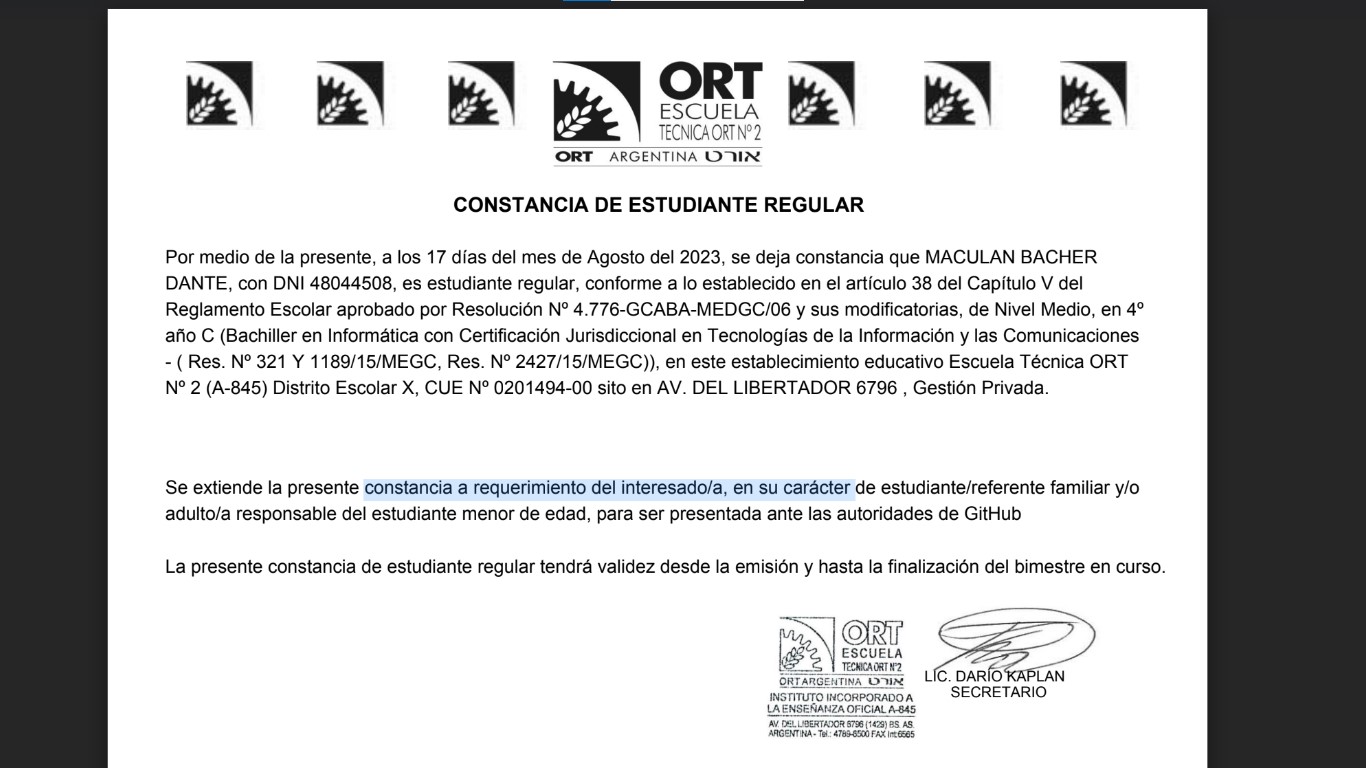 ORT
ESCUELA
TECNICA ORT Nº 2
ORT ARGENTINA אורט
CONSTANCIA DE ESTUDIANTE REGULAR
Por medio de la presente, a los 17 días del mes de Agosto del 2023, se deja constancia que MACULAN BACHER
DANTE, con DNI 48044508, es estudiante regular, conforme a lo establecido en el artículo 38 del Capítulo V del
Reglamento Escolar aprobado por Resolución Nº 4.776-GCABA-MEDGC/06 y sus modificatorias, de Nivel Medio, en 4º
año C (Bachiller en Informática con Certificación Jurisdiccional en Tecnologías de la Información y las Comunicaciones
- ( Res. Nº 321 Y 1189/15/MEGC, Res. Nº 2427/15/MEGC)), en este establecimiento educativo Escuela Técnica ORT
Nº 2 (A-845) Distrito Escolar X, CUE Nº 0201494-00 sito en AV. DEL LIBERTADOR 6796 , Gestión Privada.
Se extiende la presente constancia a requerimiento del interesado/a, en su carácter de estudiante/referente familiar y/o
adulto/a responsable del estudiante menor de edad, para ser presentada ante las autoridades de GitHub
La presente constancia de estudiante regular tendrá validez desde la emisión y hasta la finalización del bimestre en curso.
ORT
ESCUELA
TECNICA ORT Nº 2
ORT ARGENTINA אורט
INSTITUTO INCORPORADO A
LA ENSEÑANZA OFICIAL A-845
AV. DEL LIBERTADOR 6796 (1429) BS. AS.
ARGENTINA - Tel.: 4789-6500 FAX Int:6565
LIC. DARÍO KAPLAN
SECRETARIO